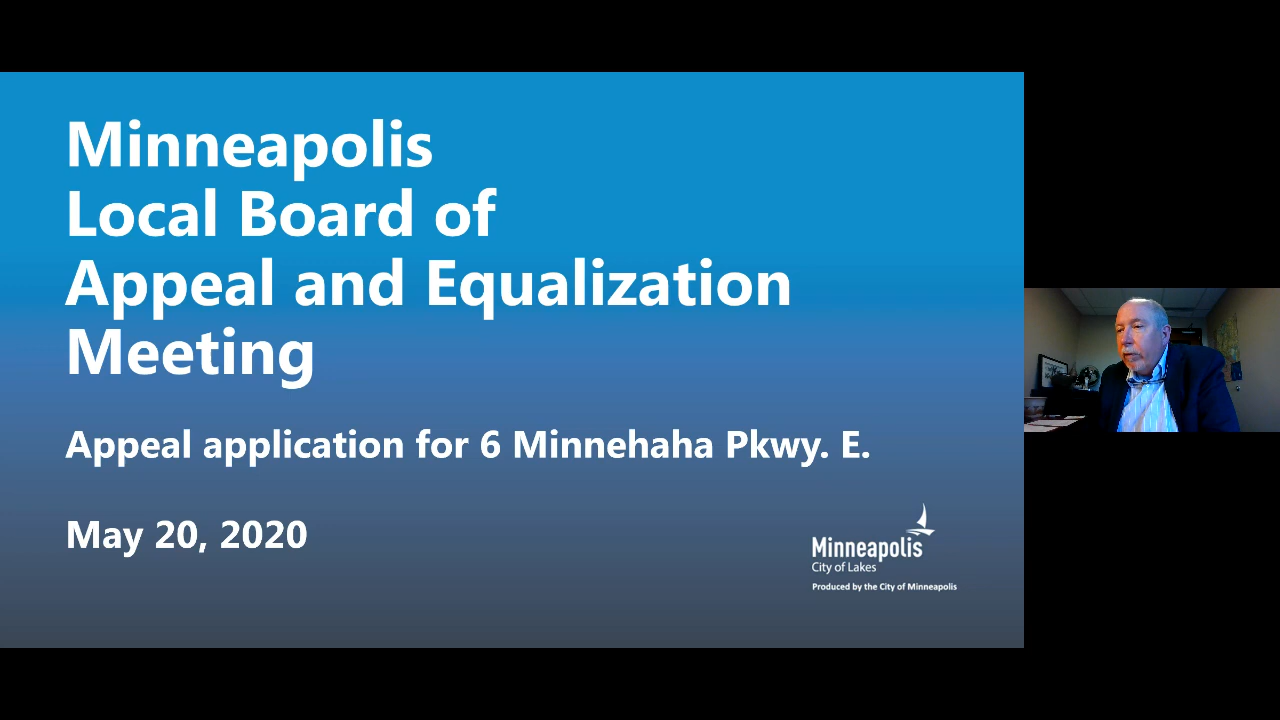 Minneapolis
Local Board of
Appeal and Equalization
Meeting
Appeal application for 6 Minnehaha Pkwy. E.
May 20, 2020
Minneapolis
City of Lakes
Produced by the City of Minneapolis